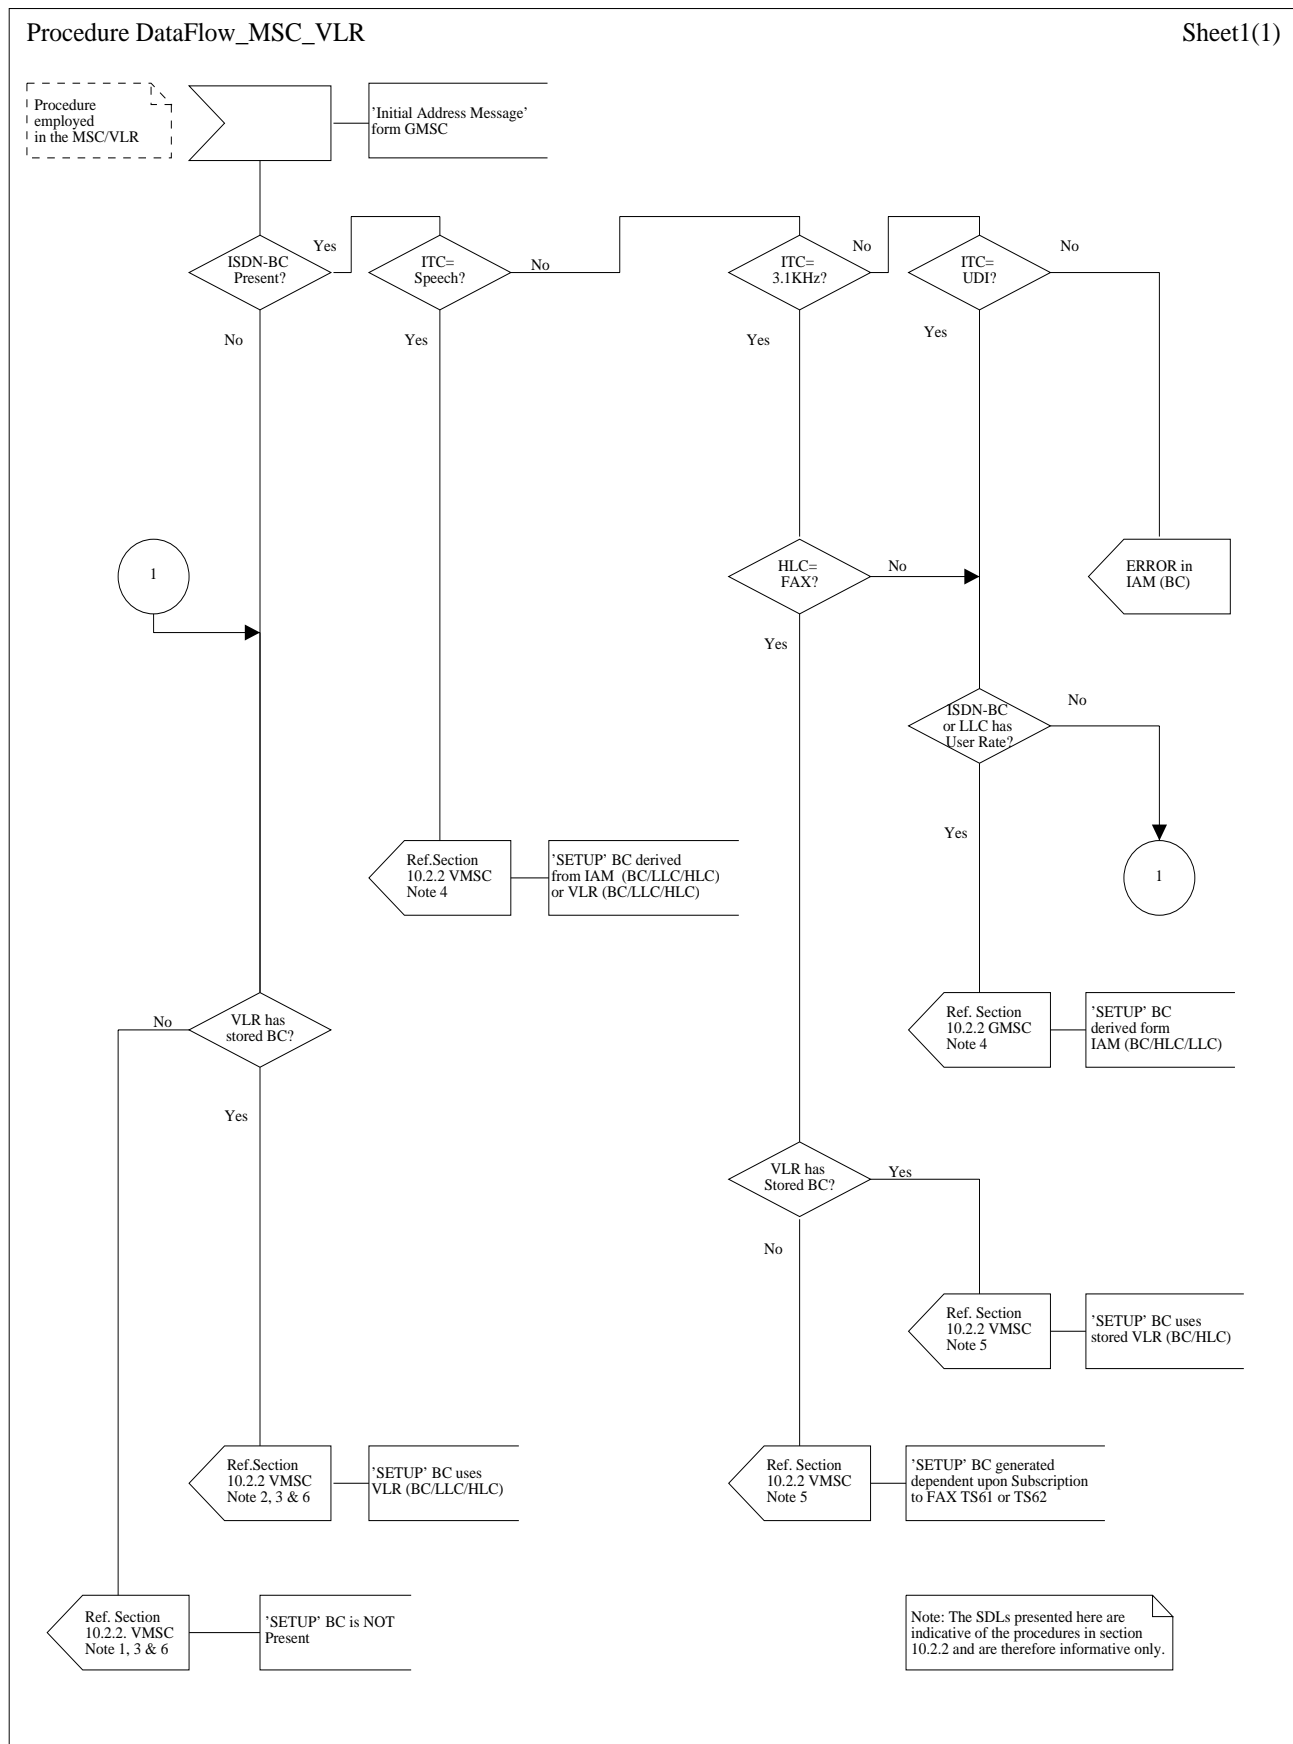 Procedure DataFlow_MSC_VLR
Sheet1(1)
Procedure
employed
in the MSC/VLR
'Initial Address Message'
form GMSC
ISDN-BC
Present?
Yes
No
ITC=
Speech?
No
Yes
ITC=
3.1KHz?
No
Yes
ITC=
UDI?
No
Yes
1
HLC=
FAX?
No
Yes
ERROR in
IAM (BC)
ISDN-BC
or LLC has
User Rate?
No
Yes
Ref.Section
10.2.2 VMSC
Note 4
'SETUP' BC derived
from IAM (BC/LLC/HLC)
or VLR (BC/LLC/HLC)
1
VLR has
stored BC?
No
Yes
Ref. Section
10.2.2 GMSC
Note 4
'SETUP' BC
derived form
IAM (BC/HLC/LLC)
VLR has
Stored BC?
Yes
No
Ref. Section
10.2.2 VMSC
Note 5
'SETUP' BC uses
stored VLR (BC/HLC)
Ref.Section
10.2.2 VMSC
Note 2, 3 & 6
'SETUP' BC uses
VLR (BC/LLC/HLC)
Ref. Section
10.2.2 VMSC
Note 5
'SETUP' BC generated
dependent upon Subscription
to FAX TS61 or TS62
Ref. Section
10.2.2. VMSC
Note 1, 3 & 6
'SETUP' BC is NOT
Present
Note: The SDLs presented here are
indicative of the procedures in section
10.2.2 and are therefore informative only.